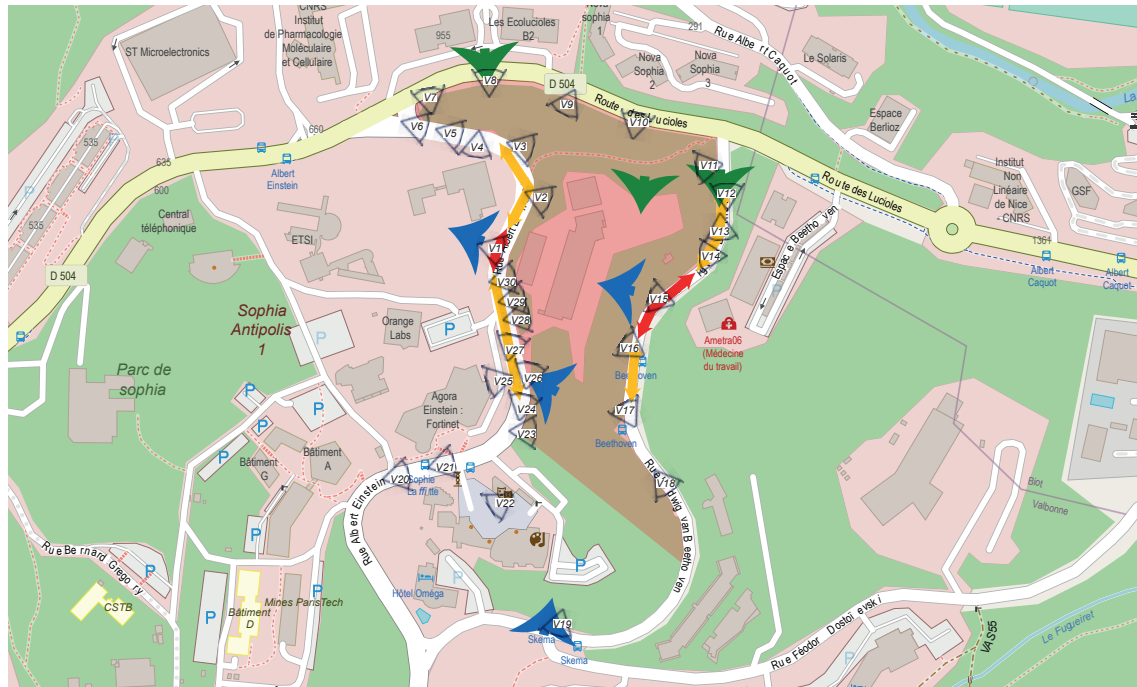 CNRS
Institut
de Pharmacologie
Moléculaire
et Cellulaire
ST Microelectronics
955
Les Ecolucioles
B2
Nova
sophia
1
291
Rue Albert Caquot
Le Solaris
Nova
Sophia
2
Nova
Sophia
3
D 504
Route des Lucioles
La
V8
V7
V9
V10
V6
V5
V4
V3
V11
V12
V2
535
535
P
660
635
600
Albert
Einstein
Espace
Berlioz
Institut
Non
Linéaire
de Nice
- CNRS
GSF
Route des Lucioles
1361
Albert
Caquot
Albert
Caquot
Central
téléphonique
ETSI
V1
V13
V14
Espace Beethoven
D 504
V30
V29
V28
V27
V15
V16
Beethoven
V17
Beethoven
Ametra06
(Médecine
du travail)
Sophia
Antipolis
1
Orange
Labs
P
P
Parc de
sophia
P
P
V25
V26
V24
V23
Agora
Einstein :
Fortinet
P
Bâtiment
A
Bâtiment
G
V21
V20
Sophie
Laffitte
V22
V18
Biot
Valbonne
Rue Albert Einstein
Rue Ludwig van Beethoven
P
Rue Bernard Gregory
P
P
P
P
P
Hôtel Oméga
CSTB
Bâtiment
D
Mines ParisTech
V19
Skema
Skema
Rue Féodor Dostoïevski
P
VAS55
Le Fugueiret